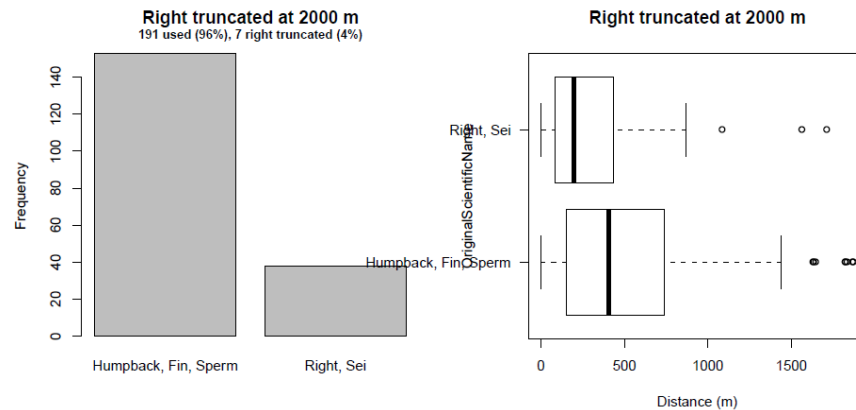 Right truncated at 2000 m
191 used (96%), 7 right truncated (4%)
Frequency
140
120
100
80
60
40
20
0
Humpback, Fin, Sperm
Right, Sei
Right truncated at 2000 m
OriginalScientificName
Right, Sei
Humpback, Fin, Sperm
0
500
1000
1500
Distance (m)